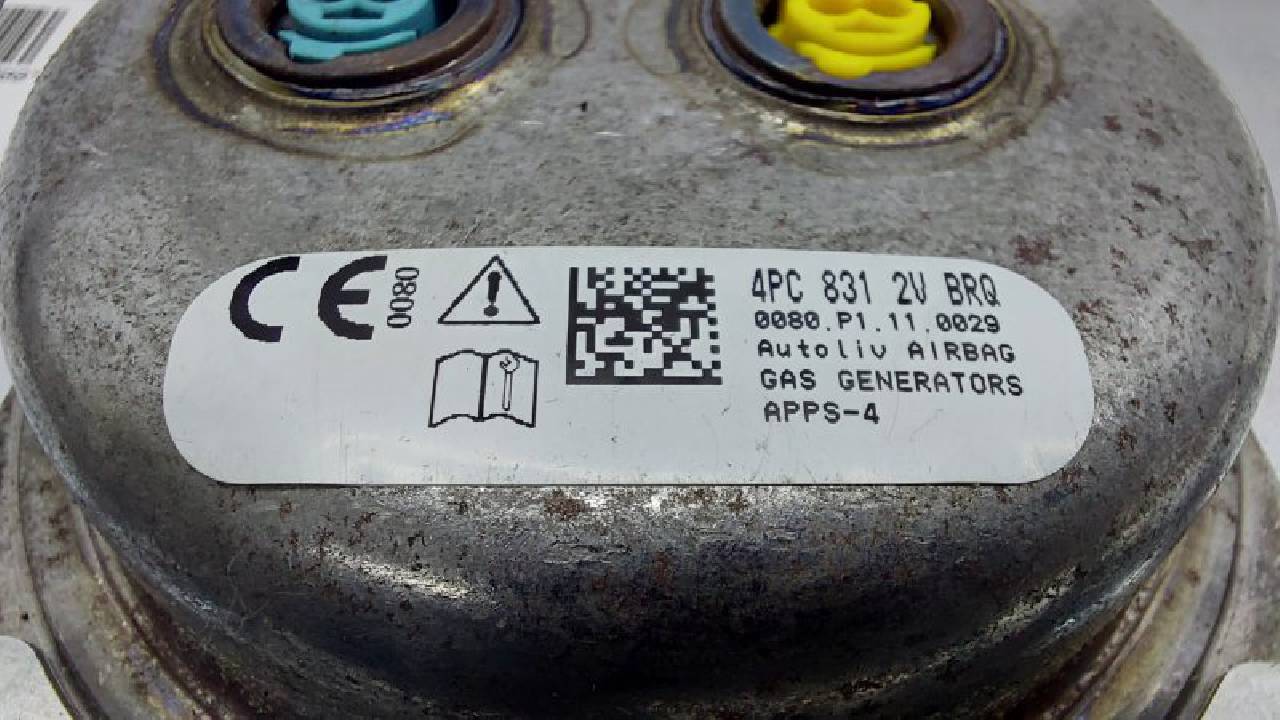 CE 0080
4PC 831 2V BRQ
0080.P1.11.0029
Autoliv AIRBAG
GAS GENERATORS
APPS-4